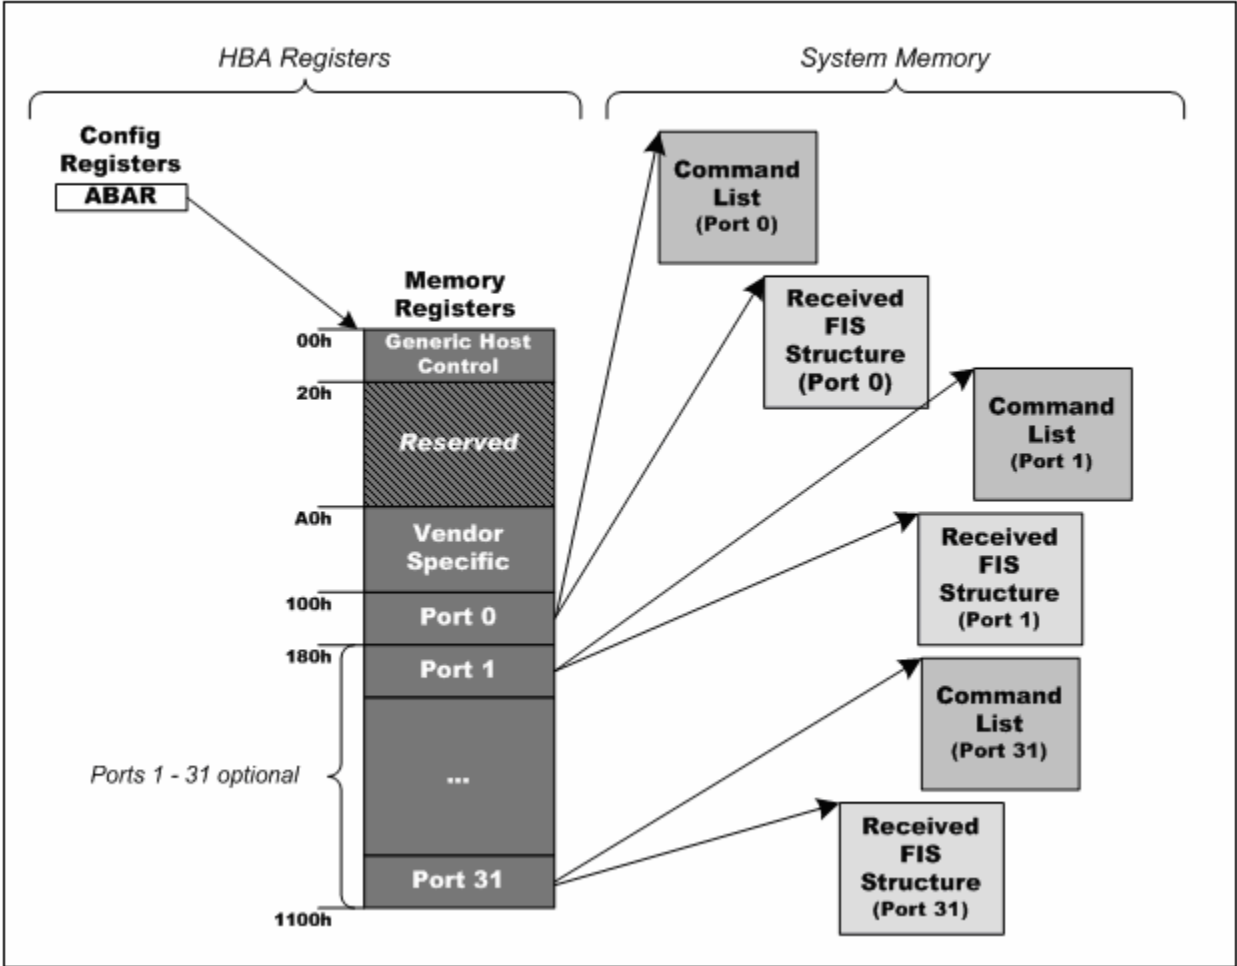 HBA Registers
System Memory
Config
Registers
ABAR
Memory
Registers
00h
Generic Host
Control
20h
Reserved
A0h
Vendor
Specific
100h
Port 0
180h
Port 1
Ports 1 - 31 optional
...
Port 31
1100h
Command
List
(Port 0)
Received
FIS
Structure
(Port 0)
Command
List
(Port 1)
Received
FIS
Structure
(Port 1)
Command
List
(Port 31)
Received
FIS
Structure
(Port 31)